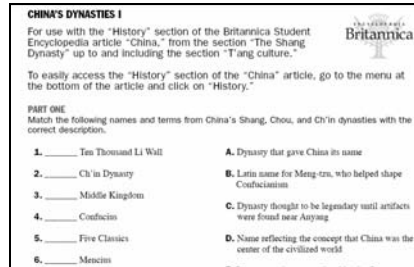 CHINA'S DYNASTIES I
For use with the "History" section of the Britannica Student
Encyclopedia article "China," from the section "The Shang
Dynasty" up to and including the section "T'ang culture."
ENCYCLOPÆDIA
Britannica
To easily access the "History" section of the "China" article, go to the menu at
the bottom of the article and click on "History."
PART ONE
Match the following names and terms from China's Shang, Chou, and Ch'in dynasties with the
correct description.
1. ______ Ten Thousand Li Wall
2. ______ Ch'in Dynasty
3. ______ Middle Kingdom
4. ______ Confucius
5. ______ Five Classics
6. ______ Mencius
A. Dynasty that gave China its name
B. Latin name for Meng-tzu, who helped shape
Confucianism
C. Dynasty thought to be legendary until artifacts
were found near Anyang
D. Name reflecting the concept that China was the
center of the civilized world